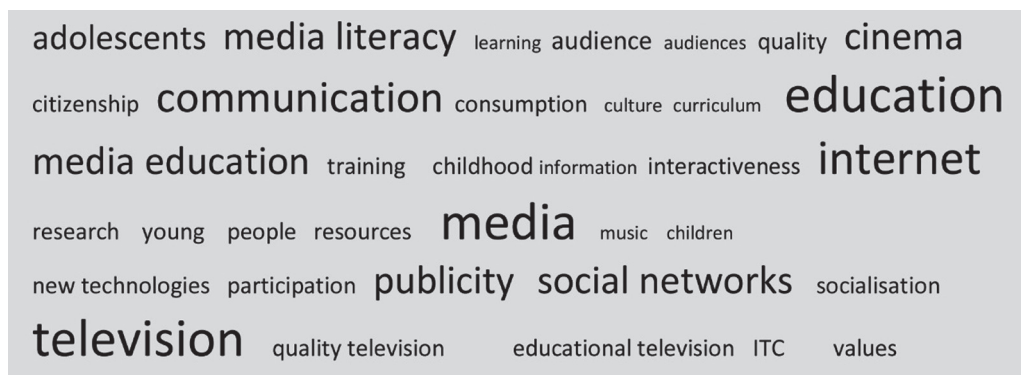 adolescents media literacy learning audience audiences quality cinema
citizenship communication consumption culture curriculum education
media education training childhood information interactiveness internet
research young people resources media music children
new technologies participation publicity social networks socialisation
television quality television educational television ITC values